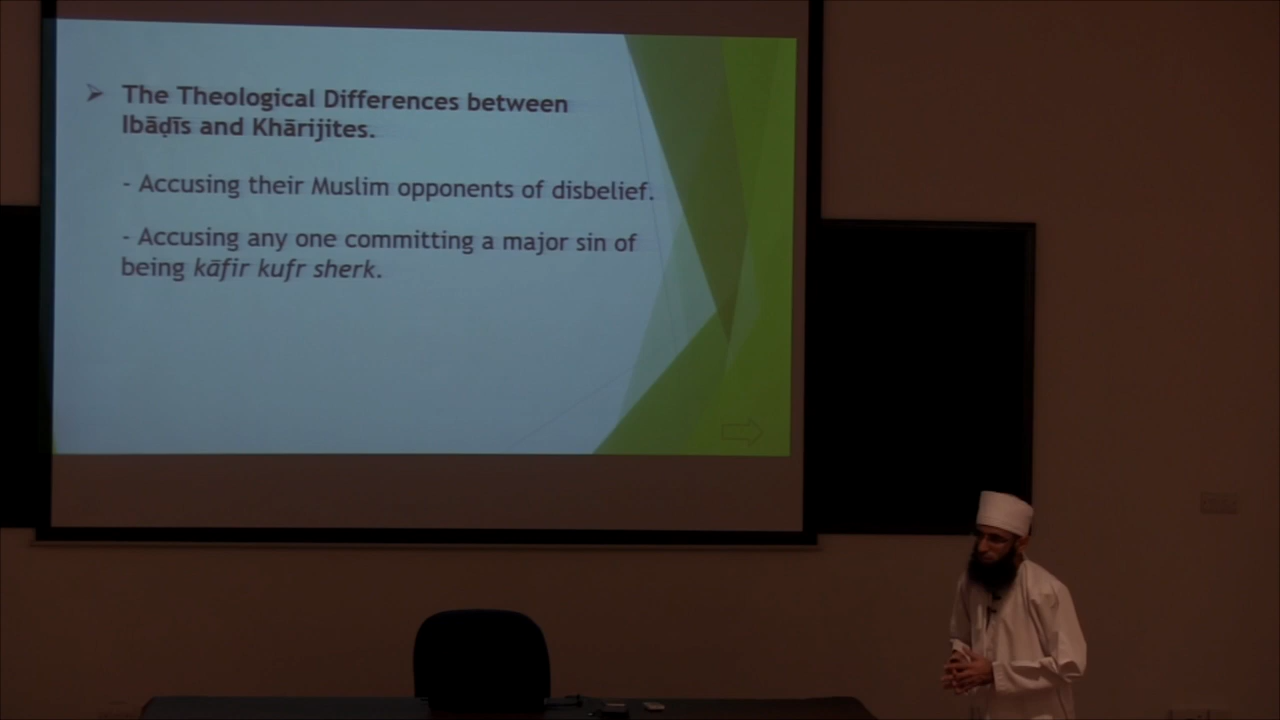 The Theological Differences between
Ibāḍīs and Khārijites.
- Accusing their Muslim opponents of disbelief.
- Accusing any one committing a major sin of
being kāfir kufr sherk.